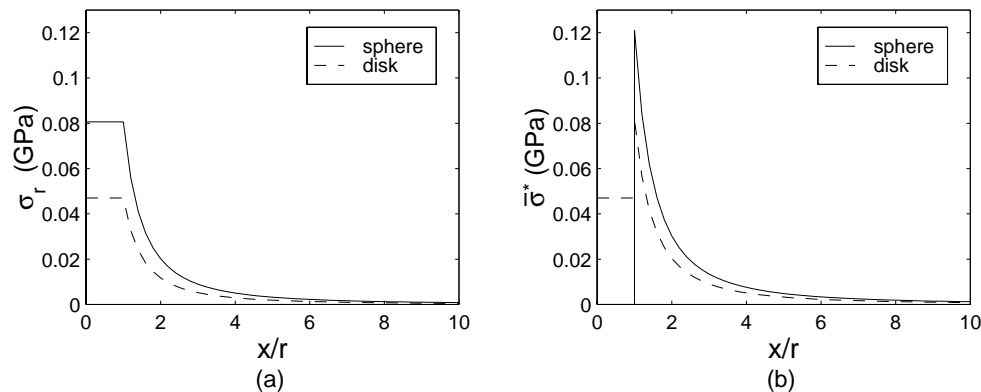 0.12
0.1
0.08
0.06
0.04
0.02
0
σr (GPa)
sphere
disk
0 2 4 6 8 10
x/r
(a)
0.12
0.1
0.08
0.06
0.04
0.02
0
σ̄* (GPa)
sphere
disk
0 2 4 6 8 10
x/r
(b)